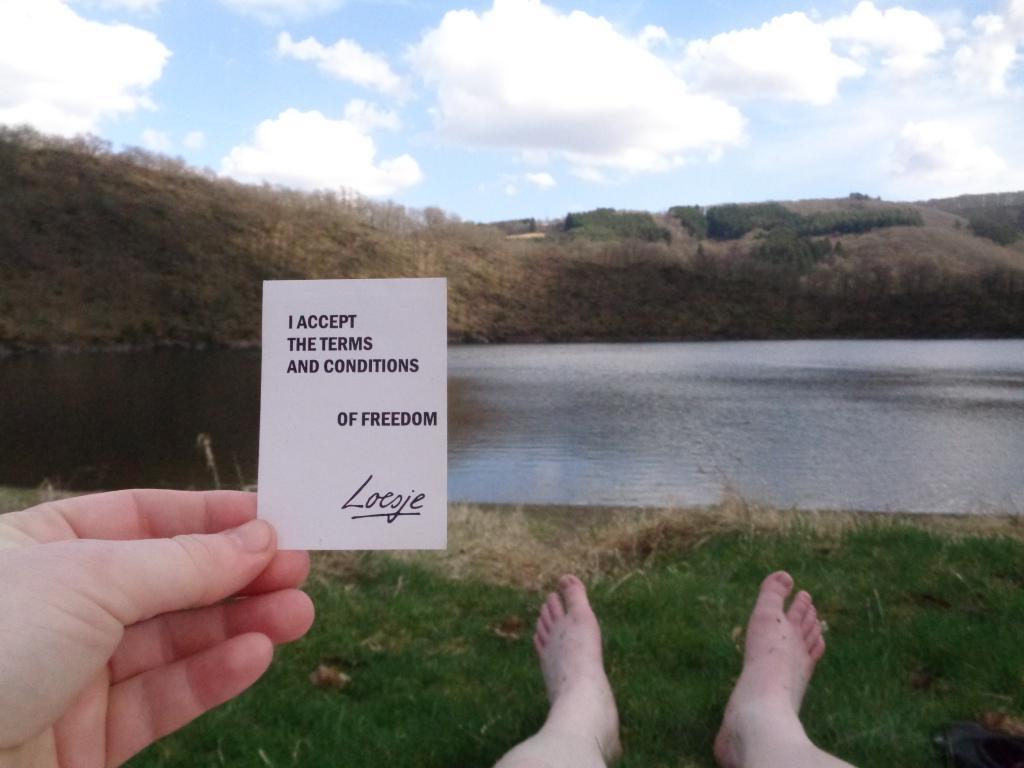 I ACCEPT
THE TERMS
AND CONDITIONS
OF FREEDOM
Loesje